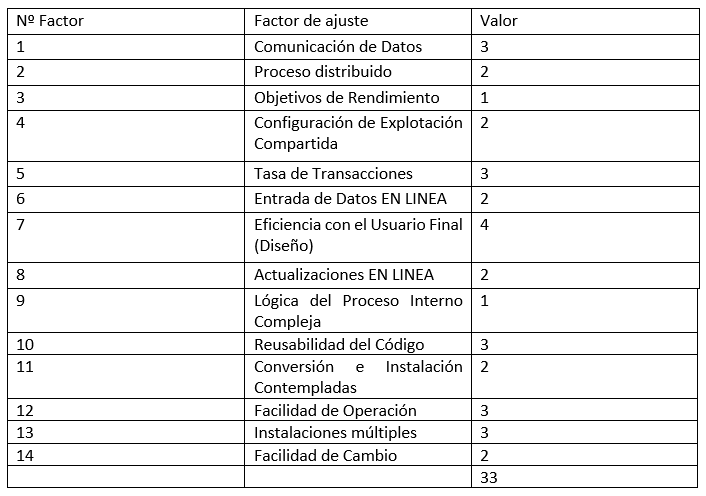 Nº Factor Factor de ajuste Valor
1 Comunicación de Datos 3
2 Proceso distribuido 2
3 Objetivos de Rendimiento 1
4 Configuración de Explotación 2
Compartida
5 Tasa de Transacciones 3
6 Entrada de Datos EN LINEA 2
7 Eficiencia con el Usuario Final 4
(Diseño)
8 Actualizaciones EN LINEA 2
9 Lógica del Proceso Interno 1
Compleja
10 Reusabilidad del Código 3
11 Conversión e Instalación 2
Contempladas
12 Facilidad de Operación 3
13 Instalaciones múltiples 3
14 Facilidad de Cambio 2
33